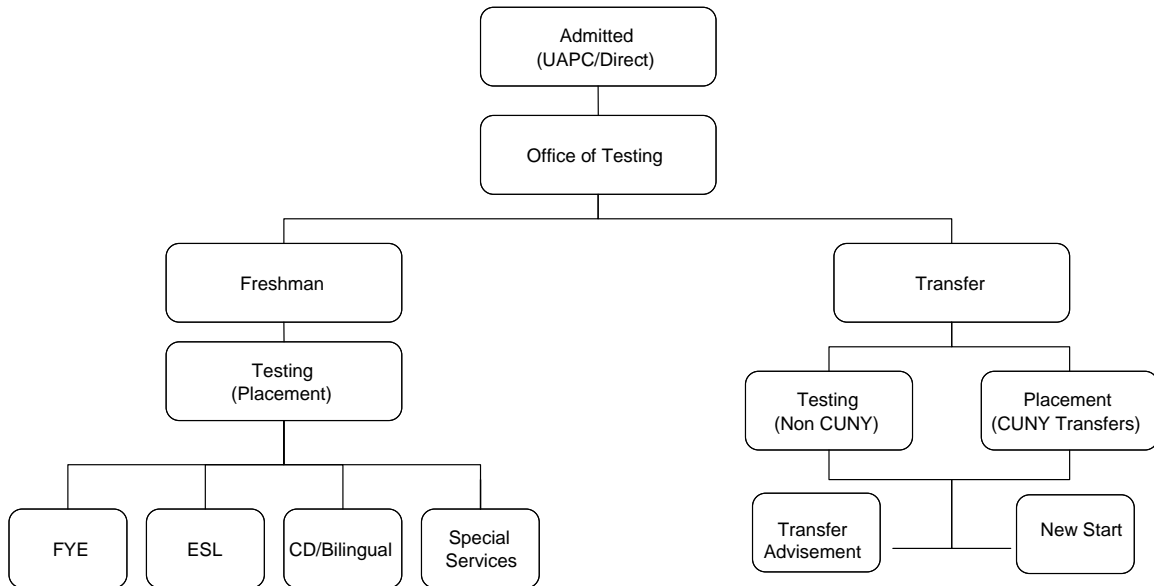 Admitted
(UAPC/Direct)
Office of Testing
Freshman
Transfer
Testing
(Placement)
Testing
(Non CUNY)
Placement
(CUNY Transfers)
FYE
ESL
CD/Bilingual
Special
Services
Transfer
Advisement
New Start